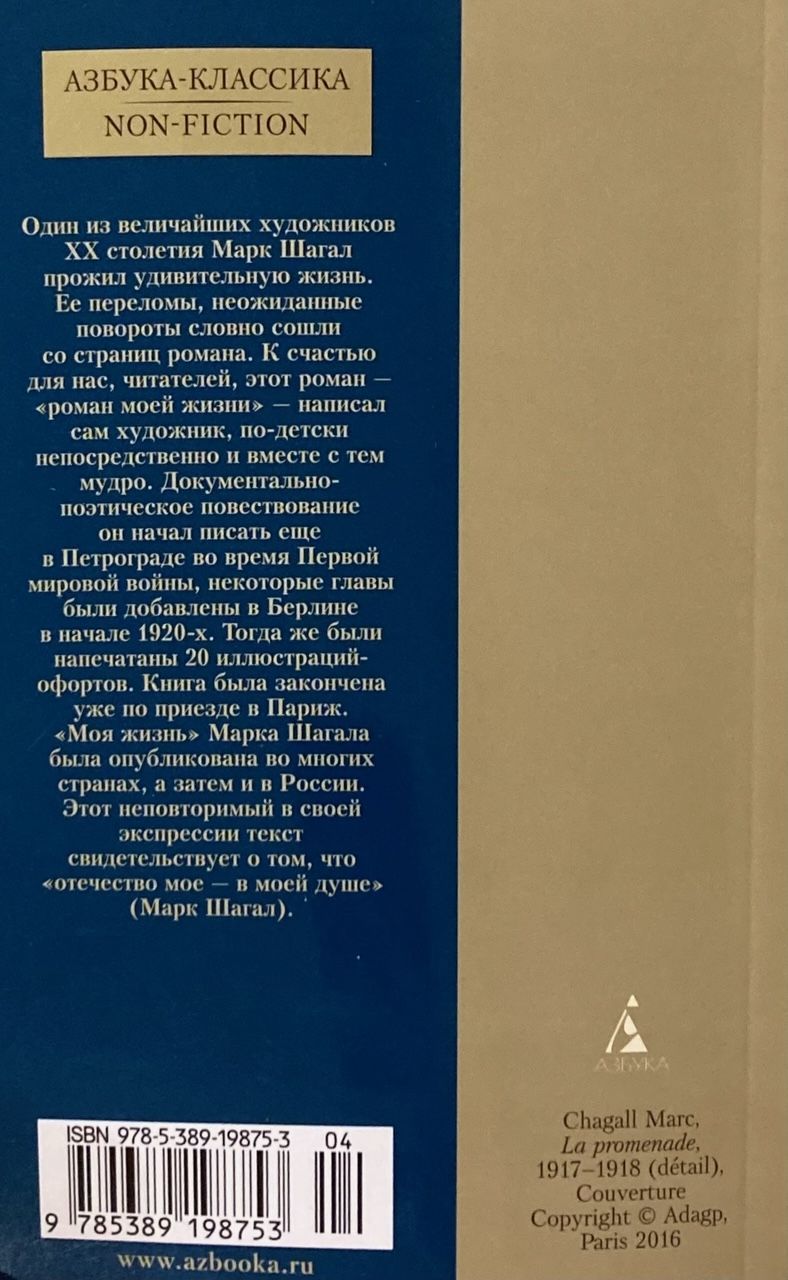 АЗБУКА-КЛАССИКА
NON-FICTION
Один из величайших художников
XX столетия Марк Шагал
прожил удивительную жизнь.
Ее переломы, неожиданные
повороты словно сошли
со страниц романа. К счастью
для нас, читателей, этот роман —
«роман моей жизни» — написал
сам художник, по-детски
непосредственно и вместе с тем
мудро. Документально-
поэтическое повествование
он начал писать еще
в Петрограде во время Первой
мировой войны, некоторые главы
были добавлены в Берлине
в начале 1920-х. Тогда же были
напечатаны 20 иллюстраций-
офортов. Книга была закончена
уже по приезде в Париж.
«Моя жизнь» Марка Шагала
была опубликована во многих
странах, а затем и в России.
Этот неповторимый в своей
экспрессии текст
свидетельствует о том, что
«отечество мое — в моей душе»
(Марк Шагал).
ISBN 978-5-389-19875-3 04
9 785389 198753
www.azbooka.ru
АЗБУКА
Chagall Marc,
La promenade,
1917–1918 (détail),
Couverture
Copyright © Adagp,
Paris 2016